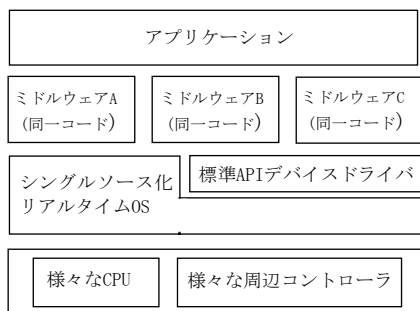 アプリケーション
ミドルウェアA
(同一コード)
ミドルウェアB
(同一コード)
ミドルウェアC
(同一コード)
シングルソース化
リアルタイムOS
標準APIデバイスドライバ
様々なCPU
様々な周辺コントローラ